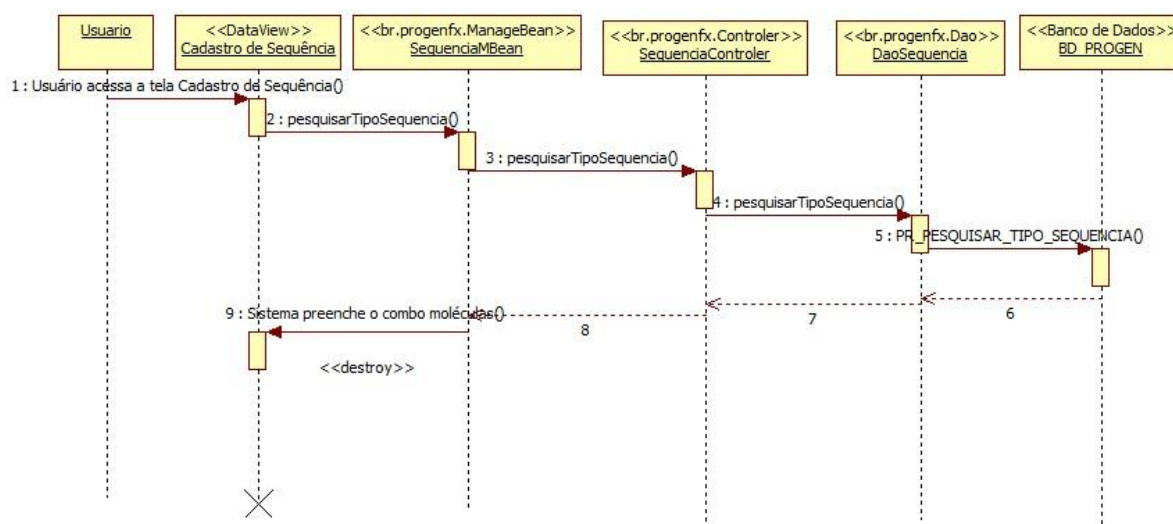 Usuario
<<DataView>>
Cadastro de Sequência
<<br.progenfx.ManageBean>>
SequenciaMBean
<<br.progenfx.Controler>>
SequenciaControler
<<br.progenfx.Dao>>
DaoSequencia
<<Banco de Dados>>
BD_PROGEN
1 : Usuário acessa a tela Cadastro de Sequência()
2 : pesquisarTipoSequencia()
3 : pesquisarTipoSequencia()
4 : pesquisarTipoSequencia()
5 : PR_PESQUISAR_TIPO_SEQUENCIA()
6
7
8
9 : Sistema preenche o combo moléculas()
<<destroy>>